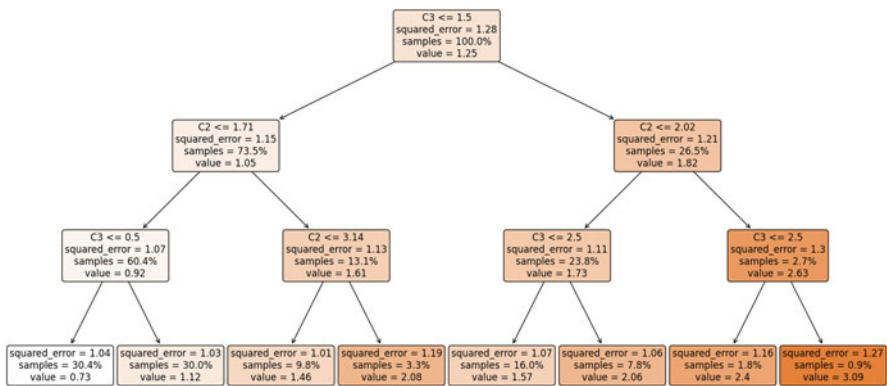 C3 <= 1.5
squared_error = 1.28
samples = 100.0%
value = 1.25
C2 <= 1.71
squared_error = 1.15
samples = 73.5%
value = 1.05
C2 <= 2.02
squared_error = 1.21
samples = 26.5%
value = 1.82
C3 <= 0.5
squared_error = 1.07
samples = 60.4%
value = 0.92
C2 <= 3.14
squared_error = 1.13
samples = 13.1%
value = 1.61
C3 <= 2.5
squared_error = 1.11
samples = 23.8%
value = 1.73
C3 <= 2.5
squared_error = 1.3
samples = 2.7%
value = 2.63
squared_error = 1.04
samples = 30.4%
value = 0.73
squared_error = 1.03
samples = 30.0%
value = 1.12
squared_error = 1.01
samples = 9.8%
value = 1.46
squared_error = 1.19
samples = 3.3%
value = 2.08
squared_error = 1.07
samples = 16.0%
value = 1.57
squared_error = 1.06
samples = 7.8%
value = 2.06
squared_error = 1.16
samples = 1.8%
value = 2.4
squared_error = 1.27
samples = 0.9%
value = 3.09